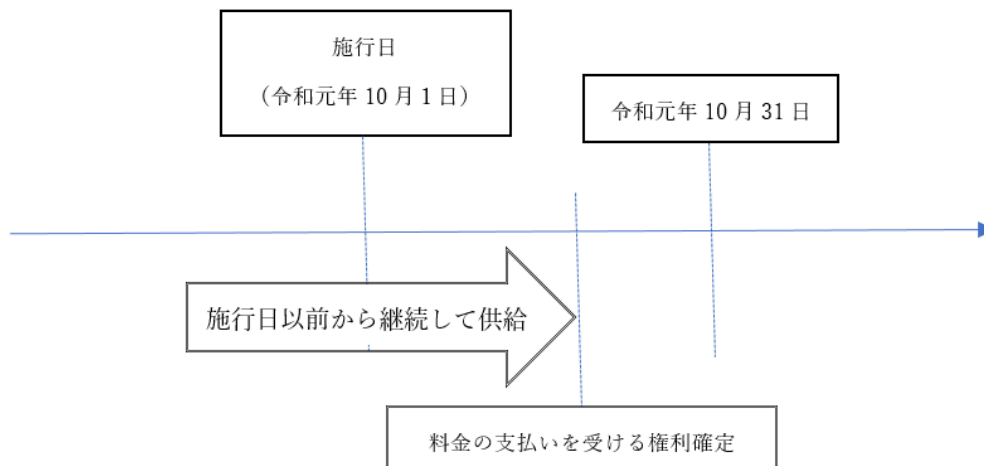 施行日
（令和元年 10 月 1 日）
令和元年 10 月 31 日
施行日以前から継続して供給
料金の支払いを受ける権利確定